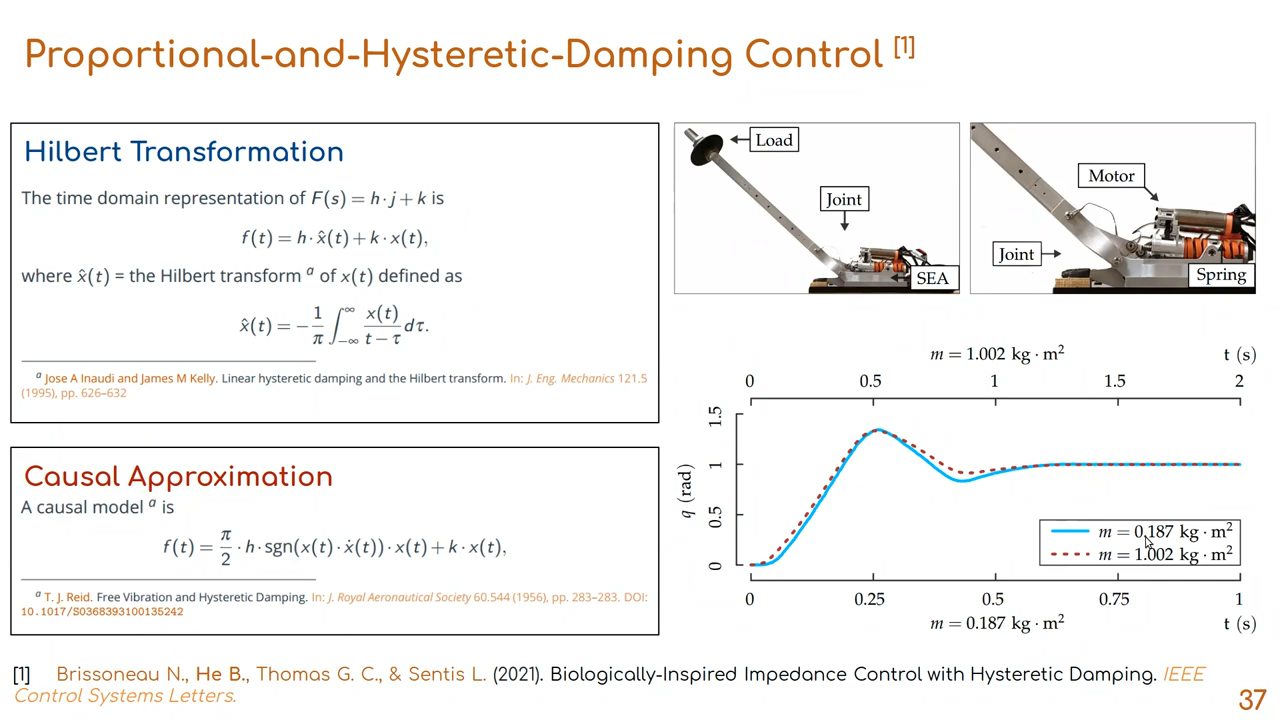 Proportional-and-Hysteretic-Damping Control [1]
Hilbert Transformation
The time domain representation of F(s) = h·j + k is
f(t) = h·x̂(t) + k·x(t),
where x̂(t) = the Hilbert transform ᵃ of x(t) defined as
x̂(t) = −1/π ∫_{−∞}^{∞} x(t)/(t−τ) dτ.
ᵃ Jose A Inaudi and James M Kelly. Linear hysteretic damping and the Hilbert transform. In: J. Eng. Mechanics 121.5
(1995), pp. 626–632
Causal Approximation
A causal model ᵃ is
f(t) = π/2 · h · sgn(x(t)·ẋ(t)) · x(t) + k · x(t),
ᵃ T. J. Reid. Free Vibration and Hysteretic Damping. In: J. Royal Aeronautical Society 60.544 (1956), pp. 283–283. DOI:
10.1017/S0368393100135242
Load
Joint
SEA
Motor
Joint
Spring
m = 1.002 kg · m² t (s)
0 0.5 1 1.5 2
1.5
1
0.5
0
q (rad)
m = 0.187 kg · m²
m = 1.002 kg · m²
0 0.25 0.5 0.75 1
m = 0.187 kg · m² t (s)
[1] Brissoneau N., He B., Thomas G. C., & Sentis L. (2021). Biologically-Inspired Impedance Control with Hysteretic Damping. IEEE
Control Systems Letters.
37